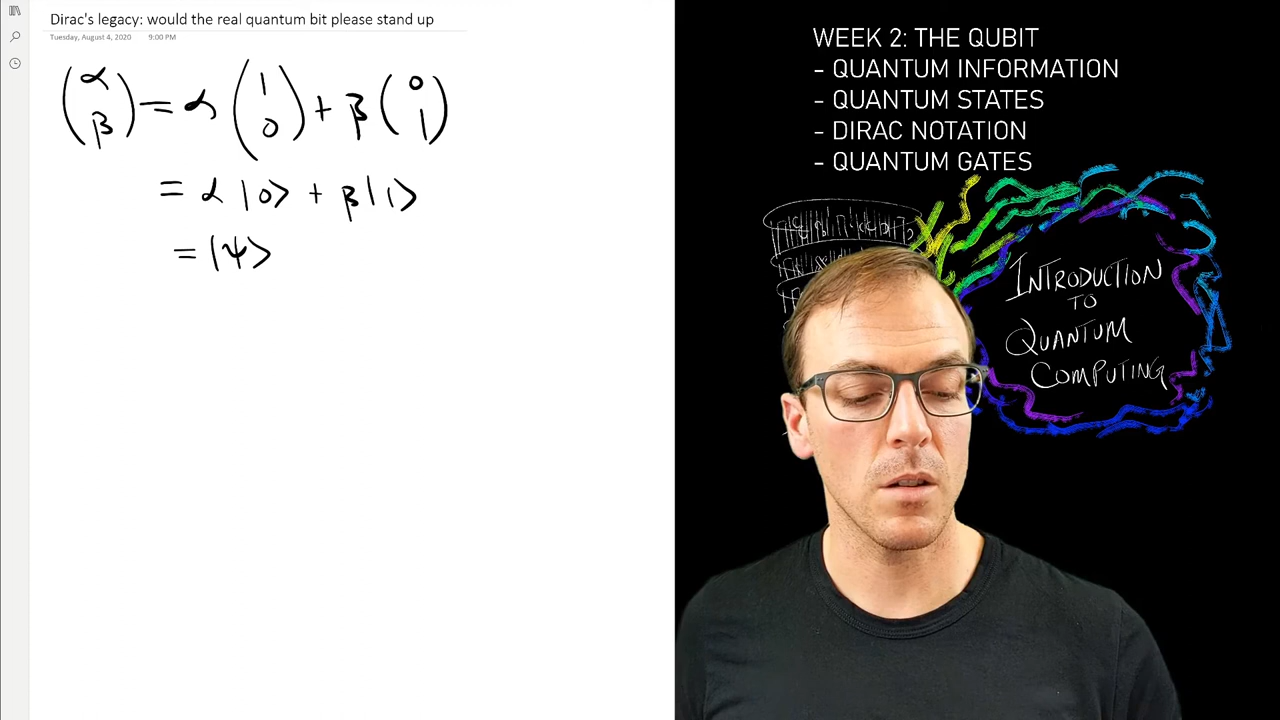 Dirac's legacy: would the real quantum bit please stand up
Tuesday, August 4, 2020 9:00 PM
(α β) = α (1 0) + β (0 1)
= α |0> + β |1>
= |ψ>
WEEK 2: THE QUBIT
- QUANTUM INFORMATION
- QUANTUM STATES
- DIRAC NOTATION
- QUANTUM GATES
INTRODUCTION
TO
QUANTUM
COMPUTING